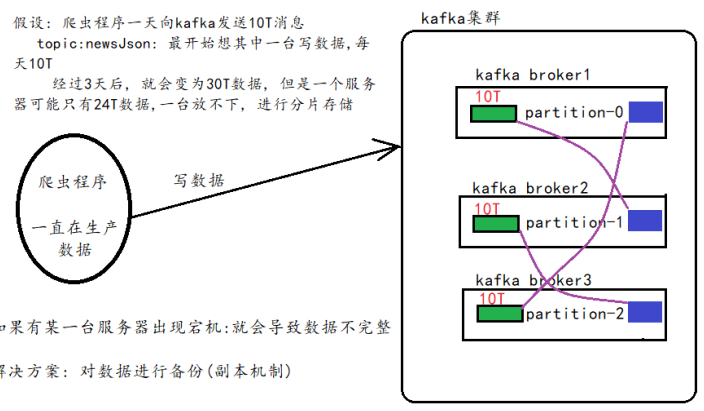 假设: 爬虫程序一天向kafka发送10T消息
topic:newsJson: 最开始想其中一台写数据,每
天10T
经过3天后, 就会变为30T数据, 但是一个服务
器可能只有24T数据,一台放不下, 进行分片存储
爬虫程序
一直在生产
数据
写数据
kafka集群
kafka broker1
10T
partition-0
kafka broker2
10T
partition-1
kafka broker3
10T
partition-2
如果有某一台服务器出现宕机:就会导致数据不完整
解决方案: 对数据进行备份(副本机制)